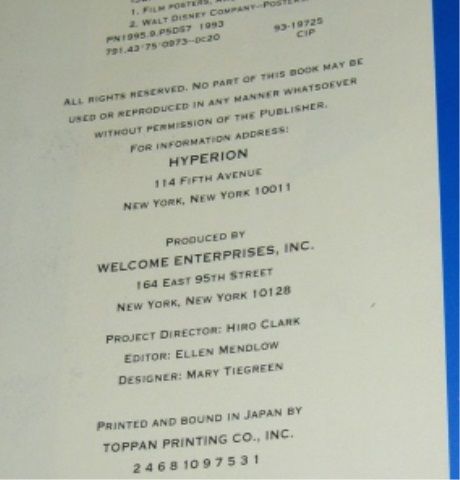 1. Film posters,
2. Walt Disney Company—Posters.
PN1995.9.P5D57 1993
791.43'75'0973—dc20 93-19725
CIP
All rights reserved. No part of this book may be
used or reproduced in any manner whatsoever
without permission of the Publisher.
For information address:
HYPERION
114 Fifth Avenue
New York, New York 10011
Produced by
WELCOME ENTERPRISES, INC.
164 East 95th Street
New York, New York 10128
Project Director: Hiro Clark
Editor: Ellen Mendlow
Designer: Mary Tiegreen
Printed and bound in Japan by
TOPPAN PRINTING CO., INC.
2 4 6 8 10 9 7 5 3 1